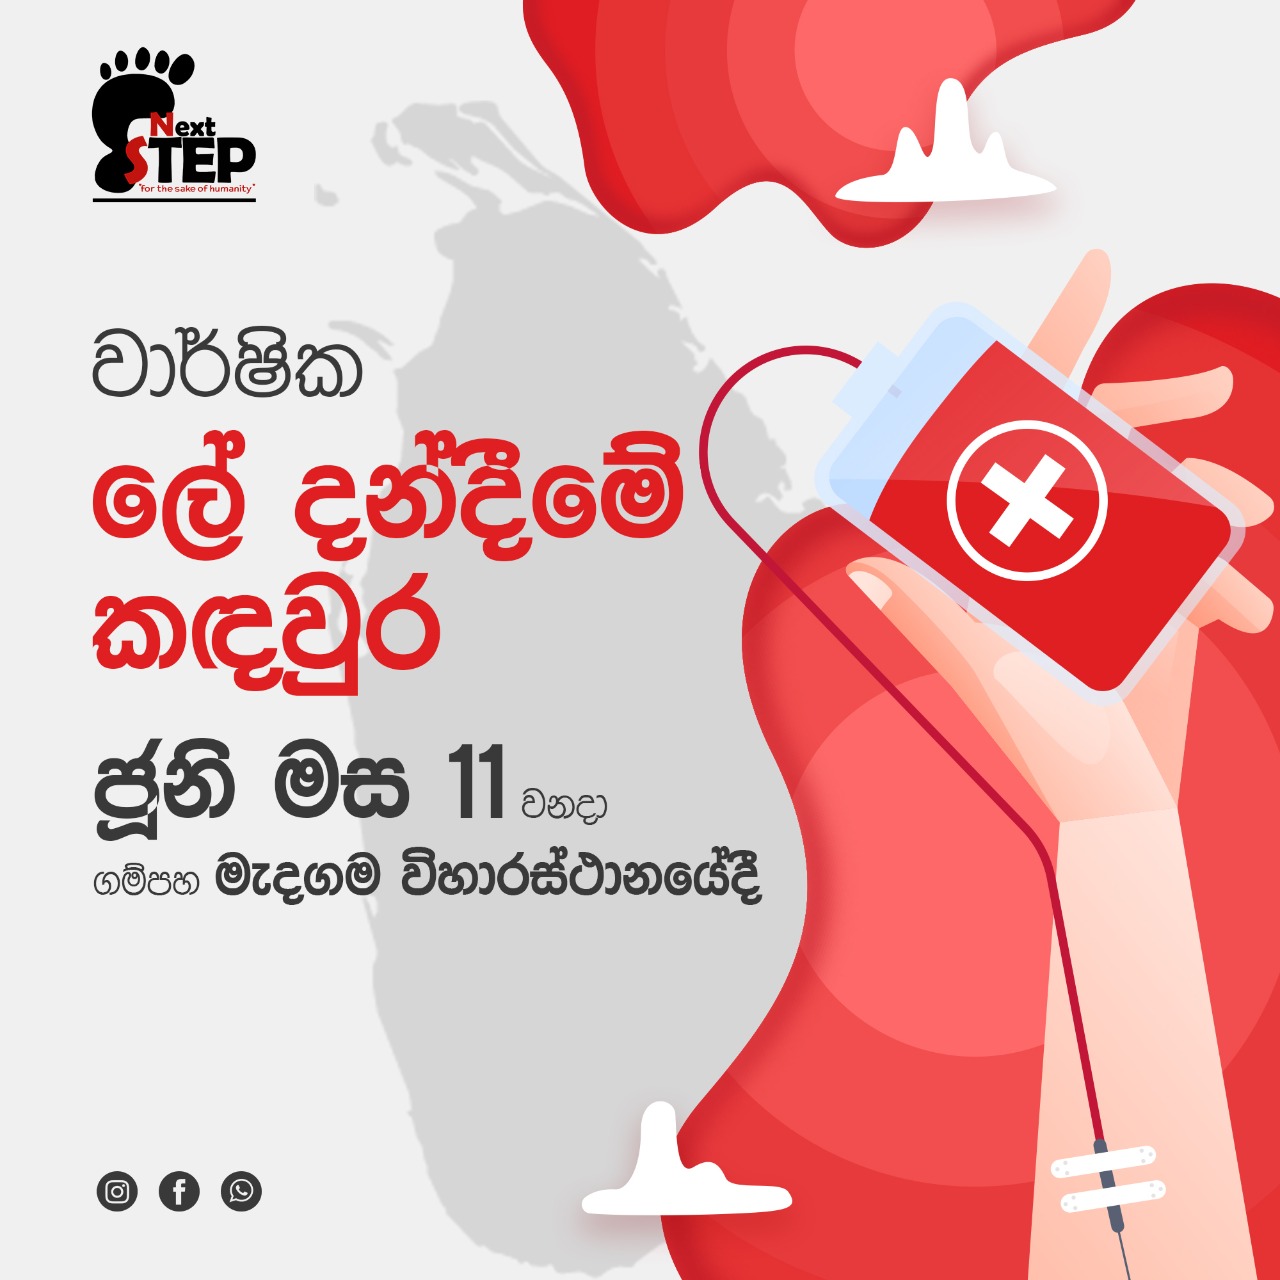 Next
STEP
"for the sake of humanity"
වාර්ෂික
ලේ දන්දීමේ
කඳවුර
ජූනි මස 11 වනදා
ගම්පහ මැදගම විහාරස්ථානයේදී